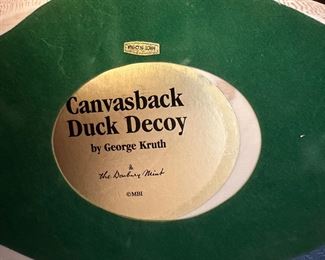 Canvasback
Duck Decoy
by George Kruth
&
the Danbury Mint
©MBI